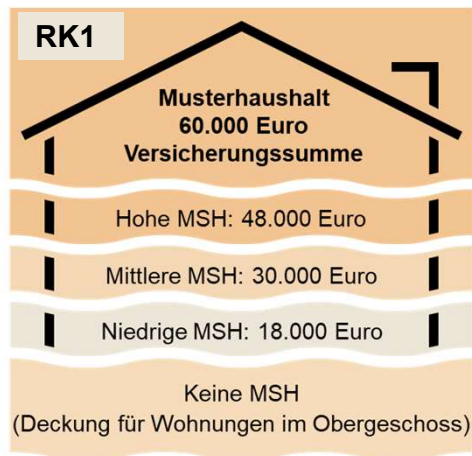 RK1
Musterhaushalt
60.000 Euro
Versicherungssumme
Hohe MSH: 48.000 Euro
Mittlere MSH: 30.000 Euro
Niedrige MSH: 18.000 Euro
Keine MSH
(Deckung für Wohnungen im Obergeschoss)